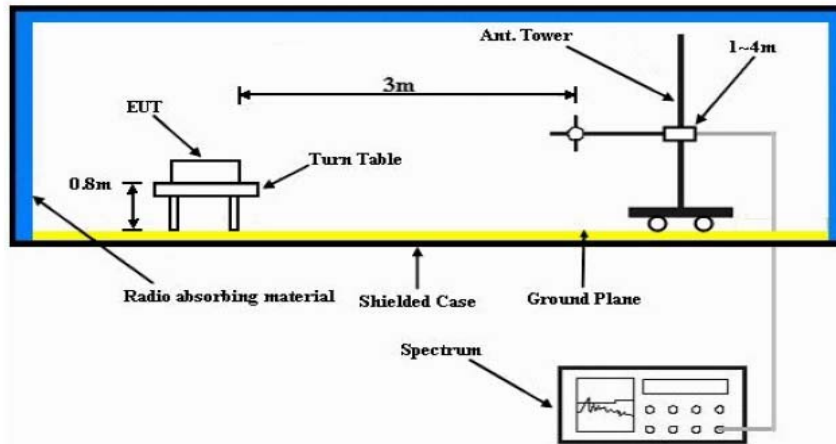 Ant. Tower
1~4m
3m
EUT
Turn Table
0.8m
Radio absorbing material
Shielded Case
Ground Plane
Spectrum